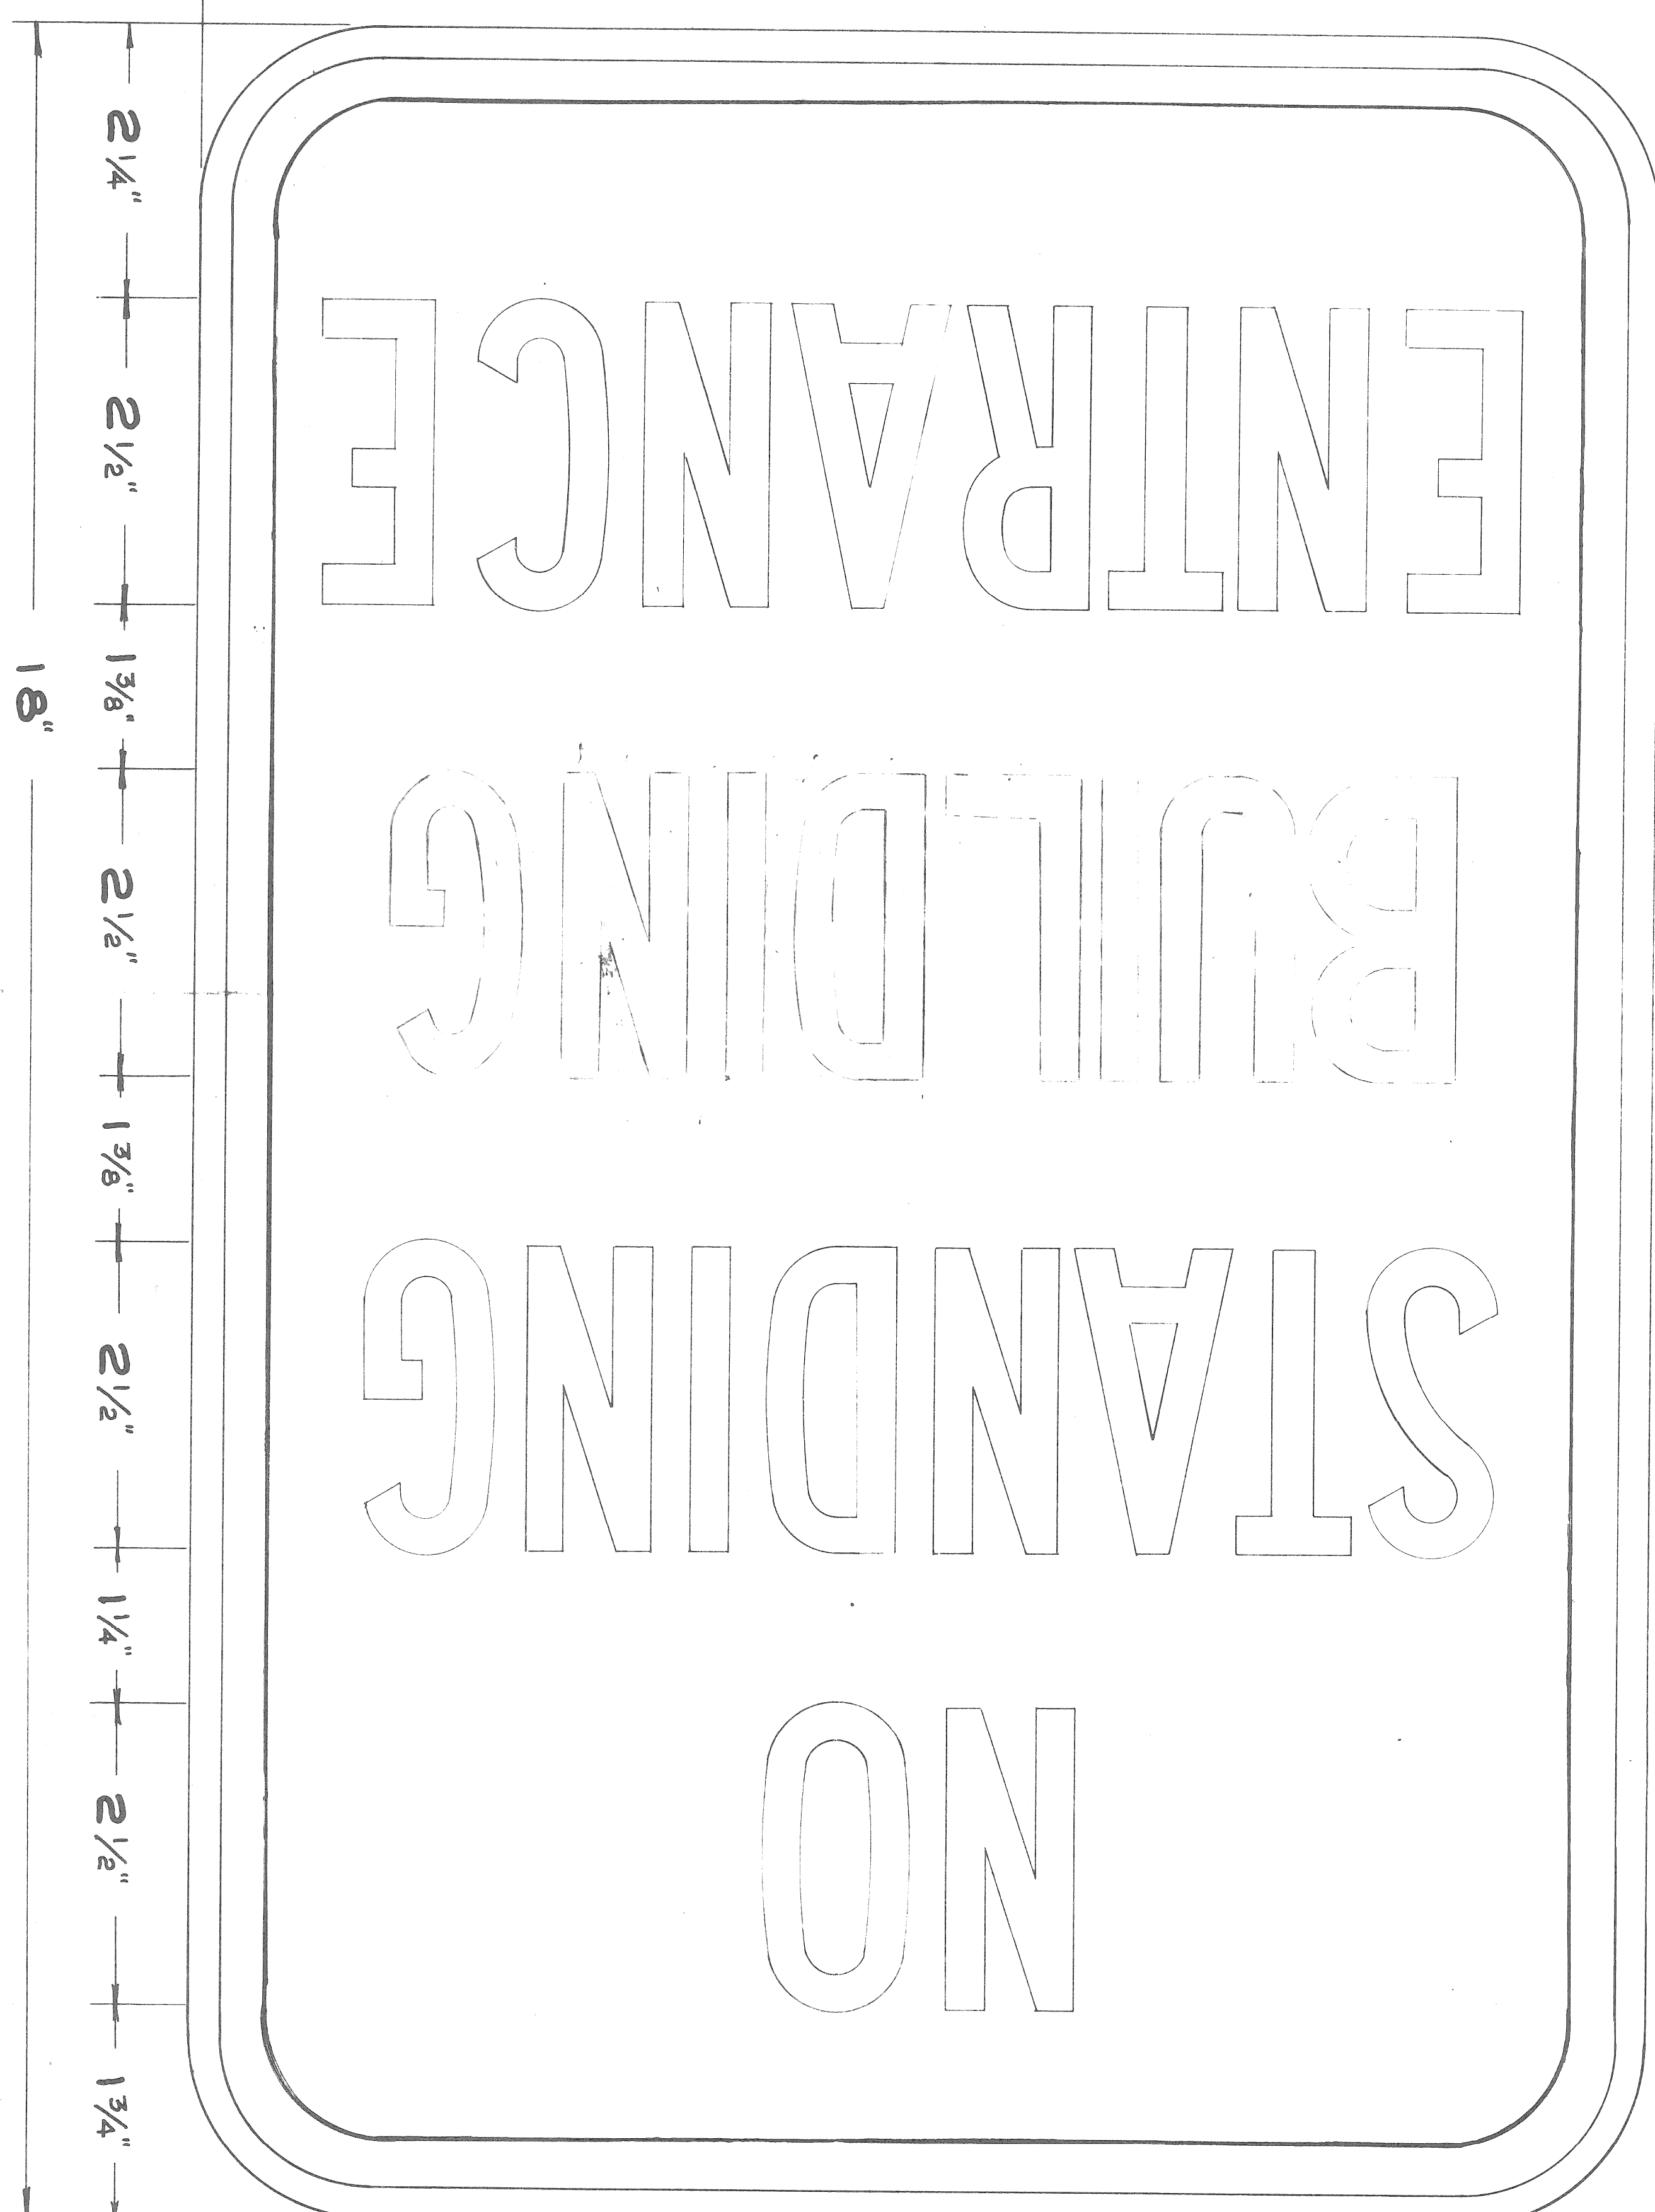 NO
STANDING
BUILDING
ENTRANCE
18"
2 1/4"
2 1/2"
1 3/8"
2 1/2"
1 3/8"
2 1/2"
1 1/4"
2 1/2"
1 3/4"